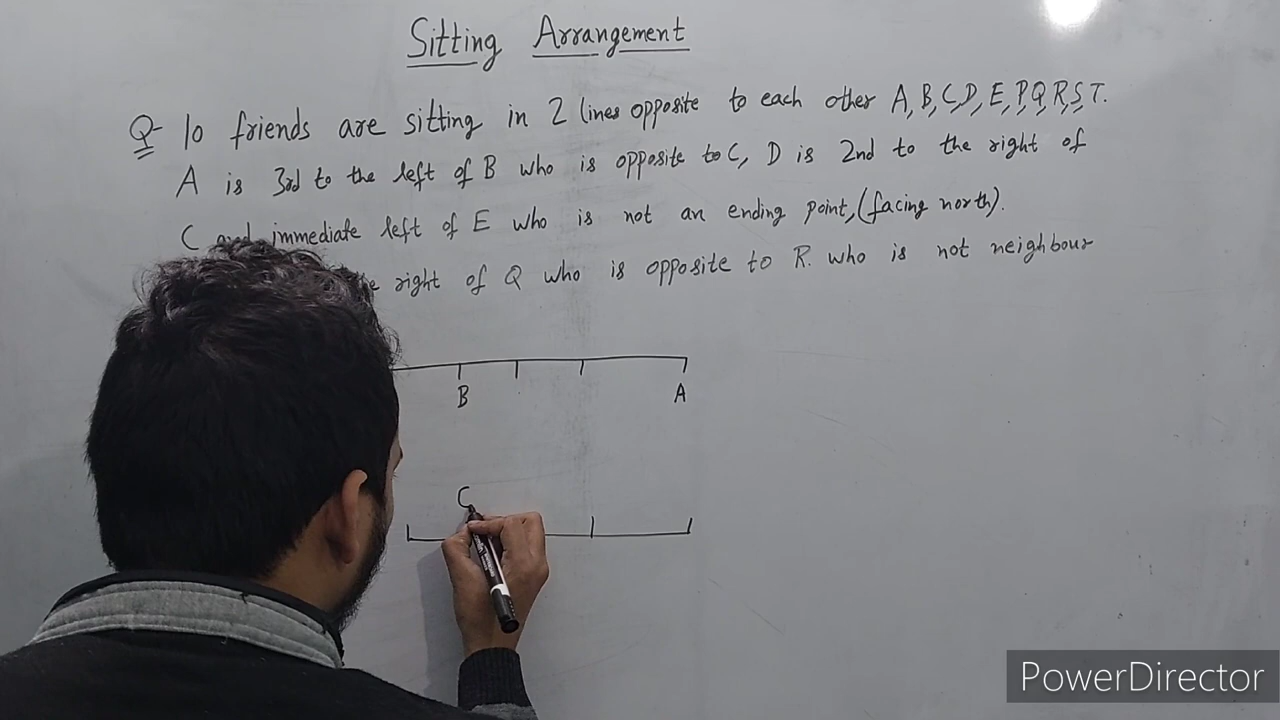 Sitting Arrangement
Q- 10 friends are sitting in 2 lines opposite to each other A, B, C, D, E, P, Q, R, S, T.
A is 3rd to the left of B who is opposite to C, D is 2nd to the right of
C and immediate left of E who is not an ending point, (facing north).
right of Q who is opposite to R. who is not neighbour
B A
C
PowerDirector